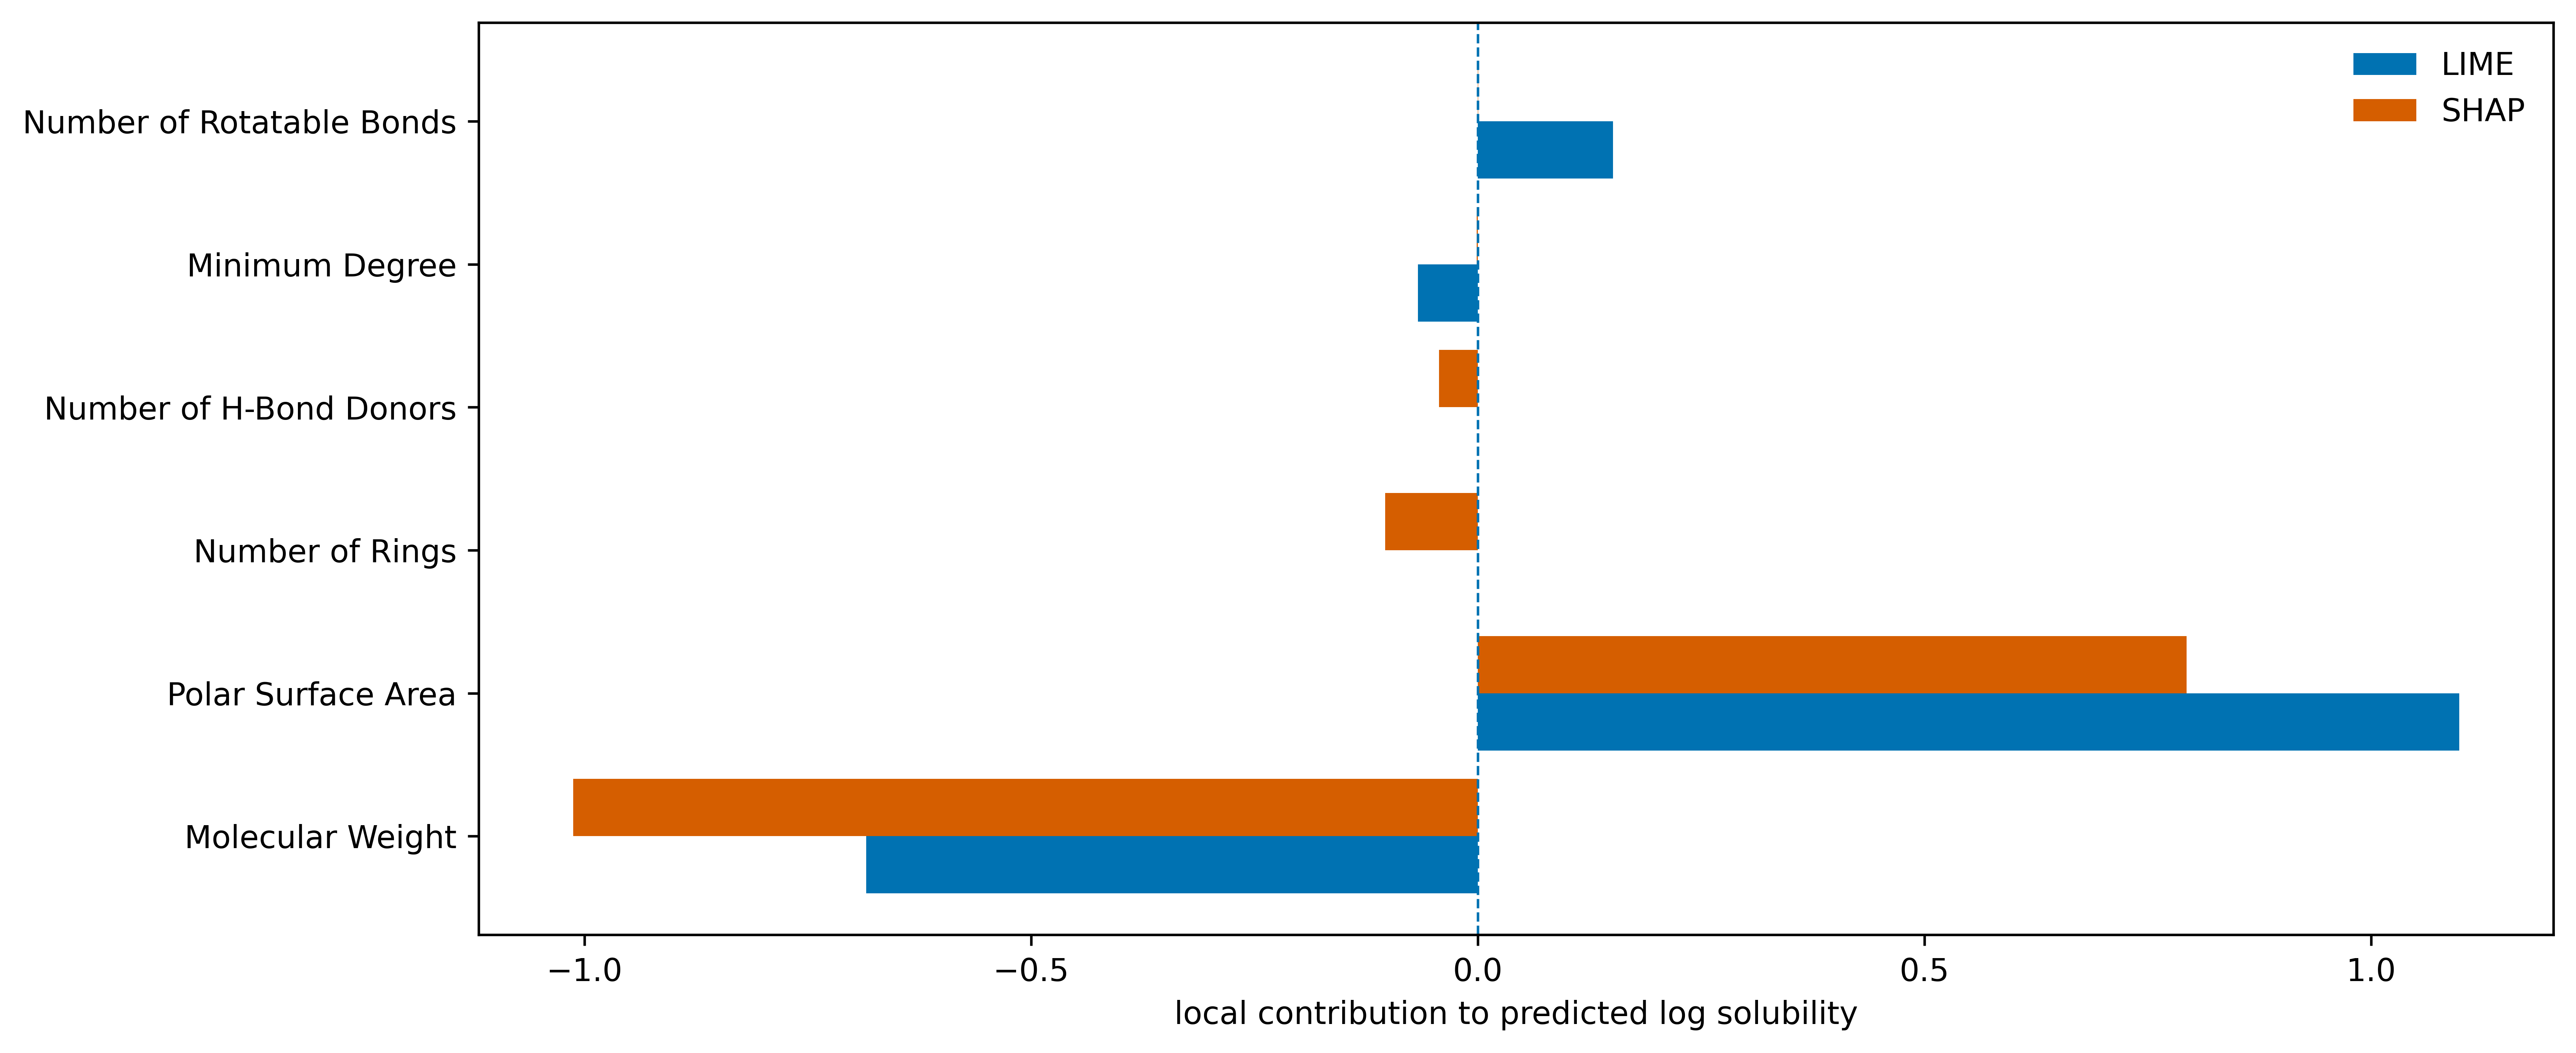 LIME
SHAP
Number of Rotatable Bonds
Minimum Degree
Number of H-Bond Donors
Number of Rings
Polar Surface Area
Molecular Weight
−1.0 −0.5 0.0 0.5 1.0
local contribution to predicted log solubility